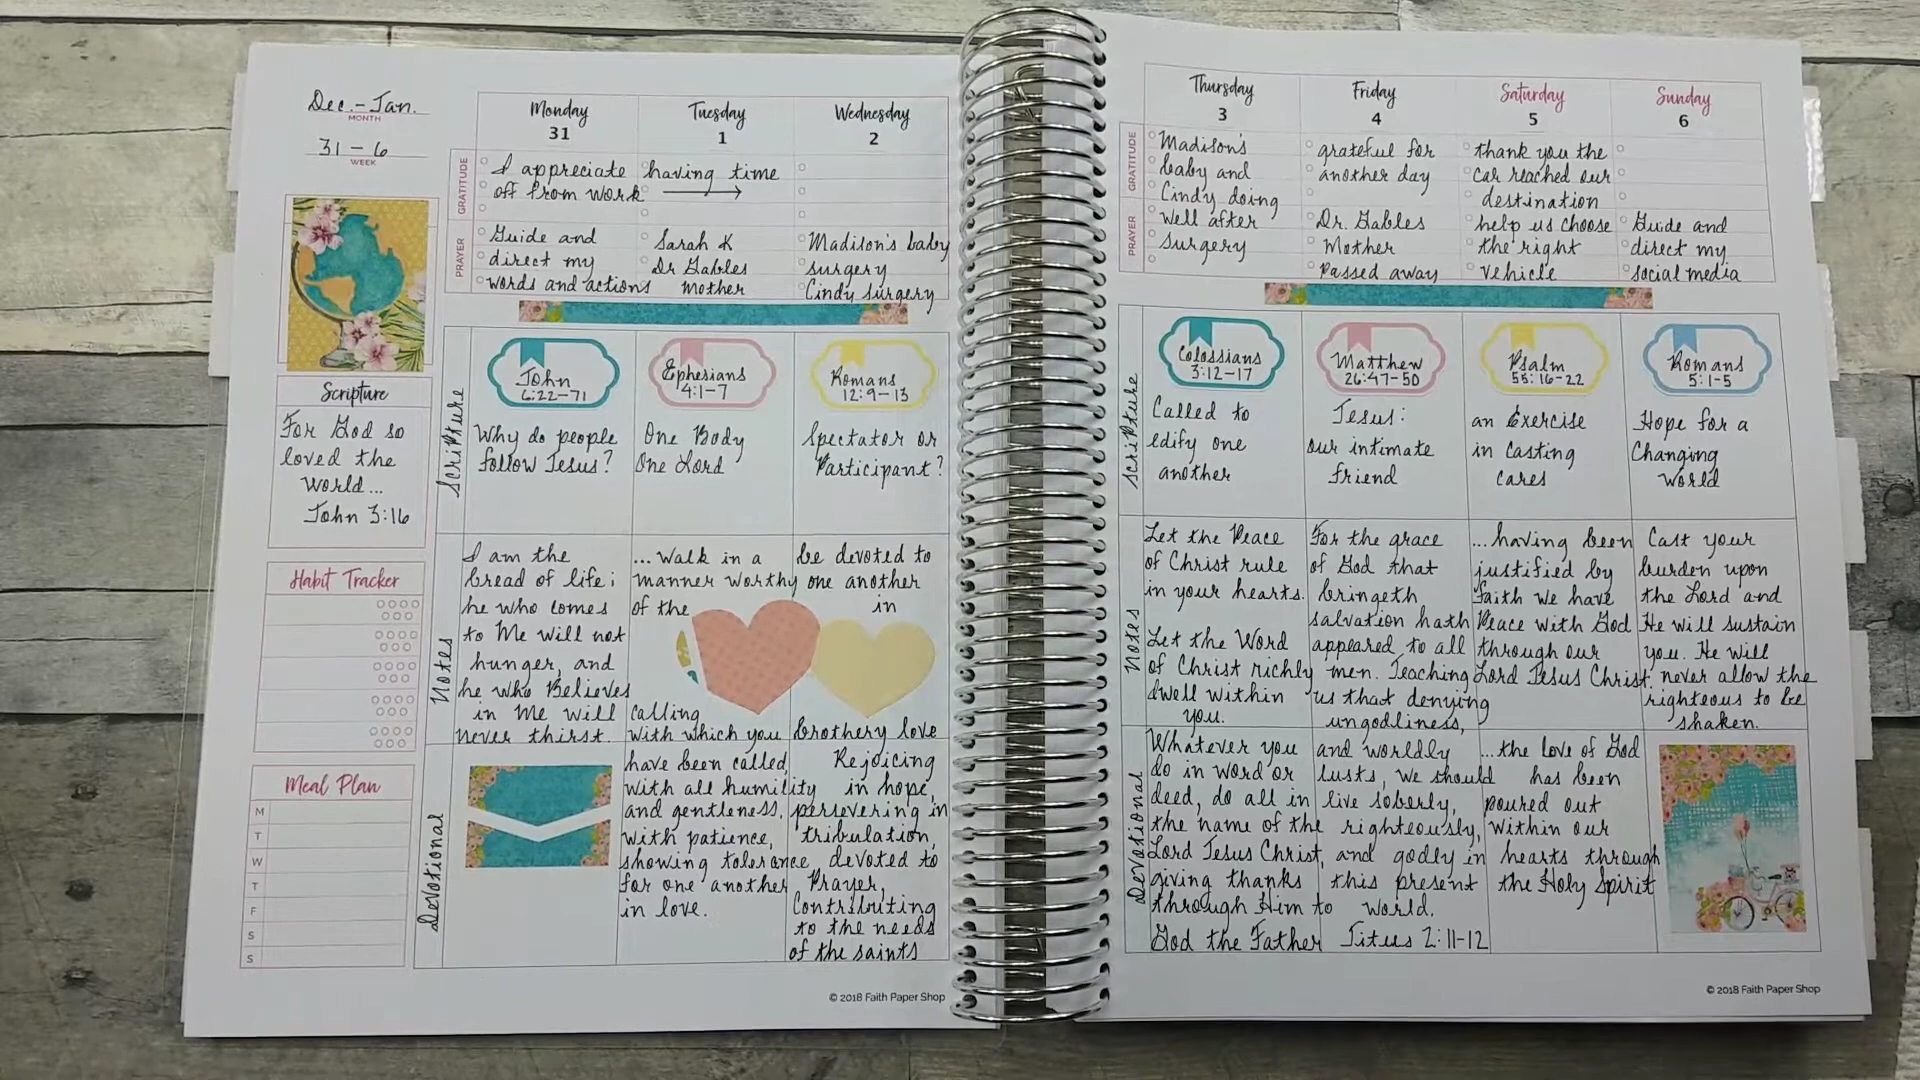 Dec.-Jan.
MONTH
31-6
WEEK
Scripture
For God so
loved the
World...
John 3:16
Habit Tracker
Meal Plan
M
T
W
T
F
S
S
GRATITUDE
PRAYER
Scripture
Notes
Devotional
Monday
31
I appreciate having time
off from work
Guide and
direct my
words and actions
John
6:22-71
Why do people
follow Jesus?
I am the
bread of life;
he who comes
to Me will not
hunger, and
he who Believes
in Me will
never thirst.
Tuesday
1
Sarah K
Dr Gables
Mother
Ephesians
4:1-7
One Body
One Lord
...Walk in a
manner worthy
of the
calling
with which you
have been called,
with all humility
and gentleness,
with patience,
showing tolerance
for one another
in love.
Wednesday
2
Madison's baby
surgery
Cindy surgery
Romans
12:9-13
Spectator or
Participant?
be devoted to
one another
in
brothery love
Rejoicing
in hope,
persevering in
tribulation,
devoted to
Prayer,
Contributing
to the needs
of the saints
© 2018 Faith Paper Shop
GRATITUDE
PRAYER
Scripture
Notes
Devotional
Thursday
3
Madison's
baby and
Cindy doing
well after
surgery
Colossians
3:12-17
Called to
edify one
another
Let the Peace
of Christ rule
in your hearts.
Let the Word
of Christ richly
dwell within
you.
Whatever you
do in word or
deed, do all in
the name of the
Lord Jesus Christ,
giving thanks
through Him to
God the Father
Friday
4
grateful for
another day
Dr. Gables
Mother
Passed away
Matthew
26:47-50
Jesus:
our intimate
friend
For the grace
of God that
bringeth
salvation hath
appeared to all
men. Teaching
us that denying
ungodliness,
and worldly
lusts, we should
live soberly,
righteously,
and godly in
this present
world.
Titus 2:11-12
Saturday
5
thank you the
car reached our
destination
help us choose
the right
vehicle
Psalm
55:16-22
an Exercise
in Casting
Cares
...having been
justified by
faith we have
Peace with God
through our
Lord Jesus Christ.
...the love of God
has been
poured out
within our
hearts through
the Holy Spirit
Sunday
6
Guide and
direct my
social media
Romans
5:1-5
Hope for a
Changing
World
Cast your
burden upon
the Lord and
He will sustain
you. He will
never allow the
righteous to be
shaken.
© 2018 Faith Paper Shop